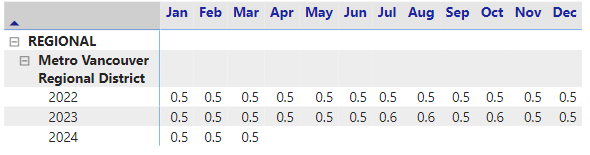 Jan Feb Mar Apr May Jun Jul Aug Sep Oct Nov Dec
REGIONAL
Metro Vancouver
Regional District
2022 0.5 0.5 0.5 0.5 0.5 0.5 0.5 0.5 0.5 0.5 0.5 0.5
2023 0.5 0.5 0.5 0.5 0.5 0.5 0.6 0.6 0.5 0.6 0.5 0.5
2024 0.5 0.5 0.5